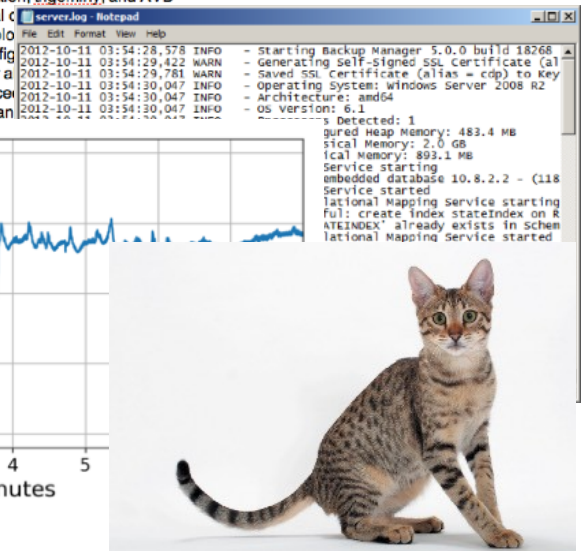 server.log - Notepad
File Edit Format View Help
2012-10-11 03:54:28,578 INFO - Starting Backup Manager 5.0.0 build 18268
2012-10-11 03:54:29,422 WARN - Generating Self-Signed SSL Certificate (al
2012-10-11 03:54:29,781 WARN - Saved SSL Certificate (alias = cdp) to Key
2012-10-11 03:54:30,047 INFO - Operating System: Windows Server 2008 R2
2012-10-11 03:54:30,047 INFO - Architecture: amd64
2012-10-11 03:54:30,047 INFO - OS Version: 6.1
s Detected: 1
gured Heap Memory: 483.4 MB
sical Memory: 2.0 GB
ical Memory: 893.1 MB
Service starting
embedded database 10.8.2.2 - (118
Service started
lational Mapping Service starting
ful: create index stateIndex on R
ATEINDEX' already exists in Schem
lational Mapping Service started
4 5
nutes